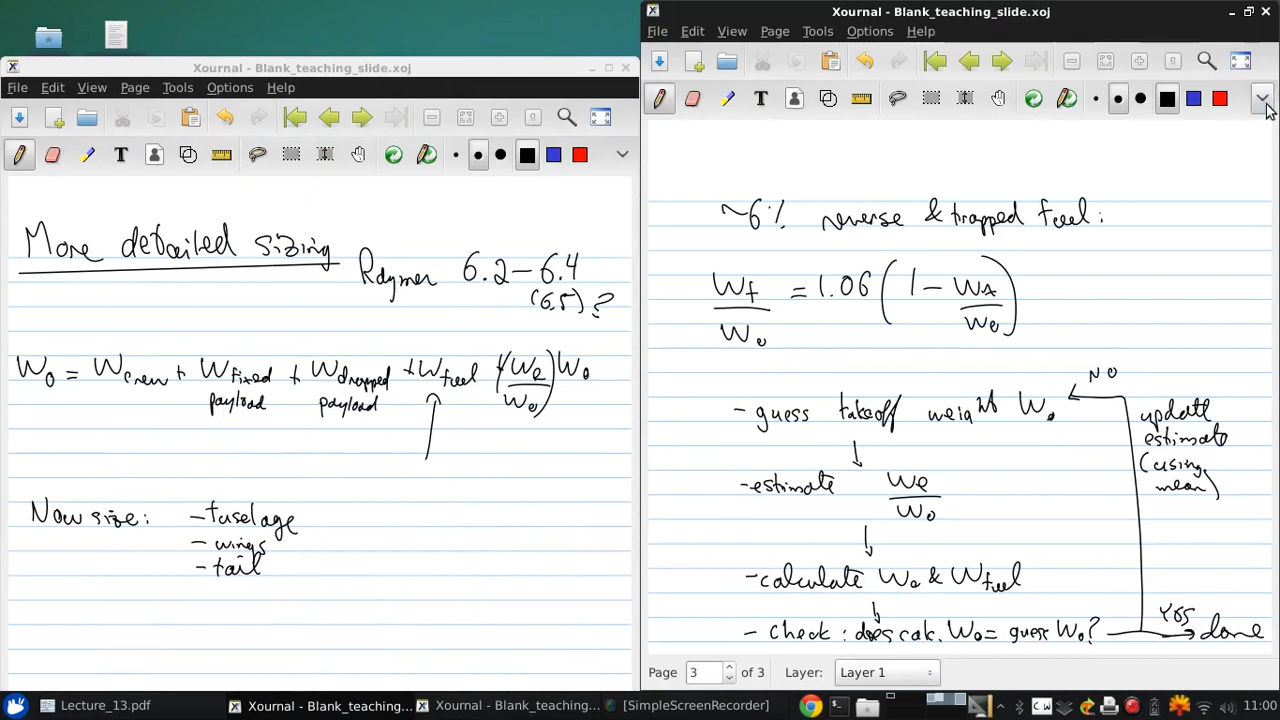 Xournal - Blank_teaching_slide.xoj
File Edit View Page Tools Options Help
More detailed sizing
Raymer 6.2-6.4
(6.5)?
W0 = Wcrew + Wfixed payload + Wdropped payload + Wfuel + (We/W0) W0
Now size: - fuselage
- wings
- tail
Xournal - Blank_teaching_slide.xoj
File Edit View Page Tools Options Help
~6% reverse & trapped fuel:
Wf/W0 = 1.06 (1 - Wx/W0)
- guess takeoff weight W0
NO
update
estimate
(using
mean)
- estimate We/W0
- calculate We & Wfuel
- check: does calc. W0 = guess W0?
YES
done
Page 3 of 3 Layer: Layer 1
Lecture_13.pdf
Xournal - Blank_teaching_slide....
Xournal - Blank_teaching_slide....
[SimpleScreenRecorder]
11:00